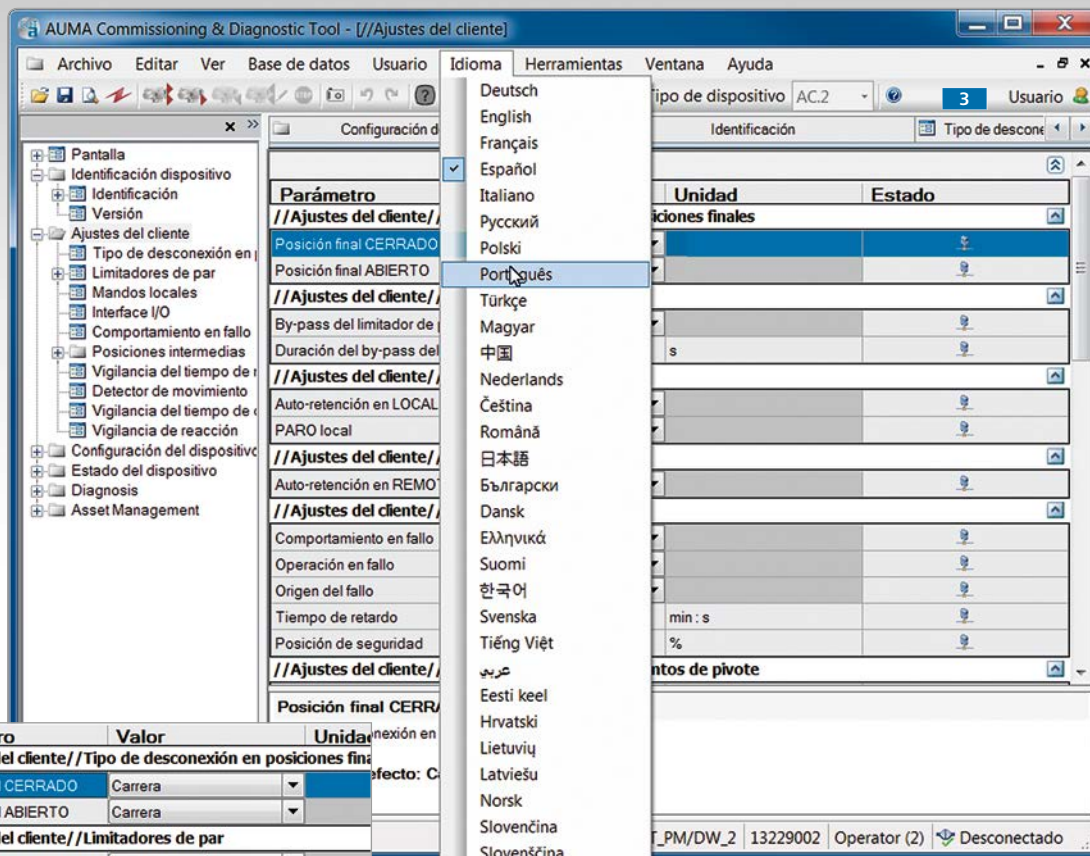 AUMA Commissioning & Diagnostic Tool - [//Ajustes del cliente]
Archivo Editar Ver Base de datos Usuario Idioma Herramientas Ventana Ayuda
ipo de dispositivo AC.2 3 Usuario
Configuración d Identificación Tipo de descone
Pantalla
Identificación dispositivo
Identificación
Versión
Ajustes del cliente
Tipo de desconexión en
Limitadores de par
Mandos locales
Interface I/O
Comportamiento en fallo
Posiciones intermedias
Vigilancia del tiempo de
Detector de movimiento
Vigilancia del tiempo de
Vigilancia de reacción
Configuración del dispositivo
Estado del dispositivo
Diagnosis
Asset Management
Deutsch
English
Français
Español
Italiano
Русский
Polski
Português
Türkçe
Magyar
中国
Nederlands
Čeština
Română
日本語
Български
Dansk
Ελληνικά
Suomi
한국어
Svenska
Tiếng Việt
عربي
Eesti keel
Hrvatski
Lietuvių
Latviešu
Norsk
Slovenčina
Slovenščina
Parámetro Unidad Estado
//Ajustes del cliente// iciones finales
Posición final CERRADO
Posición final ABIERTO
//Ajustes del cliente//
By-pass del limitador de
Duración del by-pass del s
//Ajustes del cliente//
Auto-retención en LOCAL
PARO local
//Ajustes del cliente//
Auto-retención en REMOT
//Ajustes del cliente//
Comportamiento en fallo
Operación en fallo
Origen del fallo
Tiempo de retardo min : s
Posición de seguridad %
//Ajustes del cliente// ntos de pivote
Posición final CERRA
nexión en
efecto: Ca
ro Valor Unidad
el cliente//Tipo de desconexión en posiciones fina
CERRADO Carrera
ABIERTO Carrera
el cliente//Limitadores de par
T_PM/DW_2 13229002 Operator (2) Desconectado